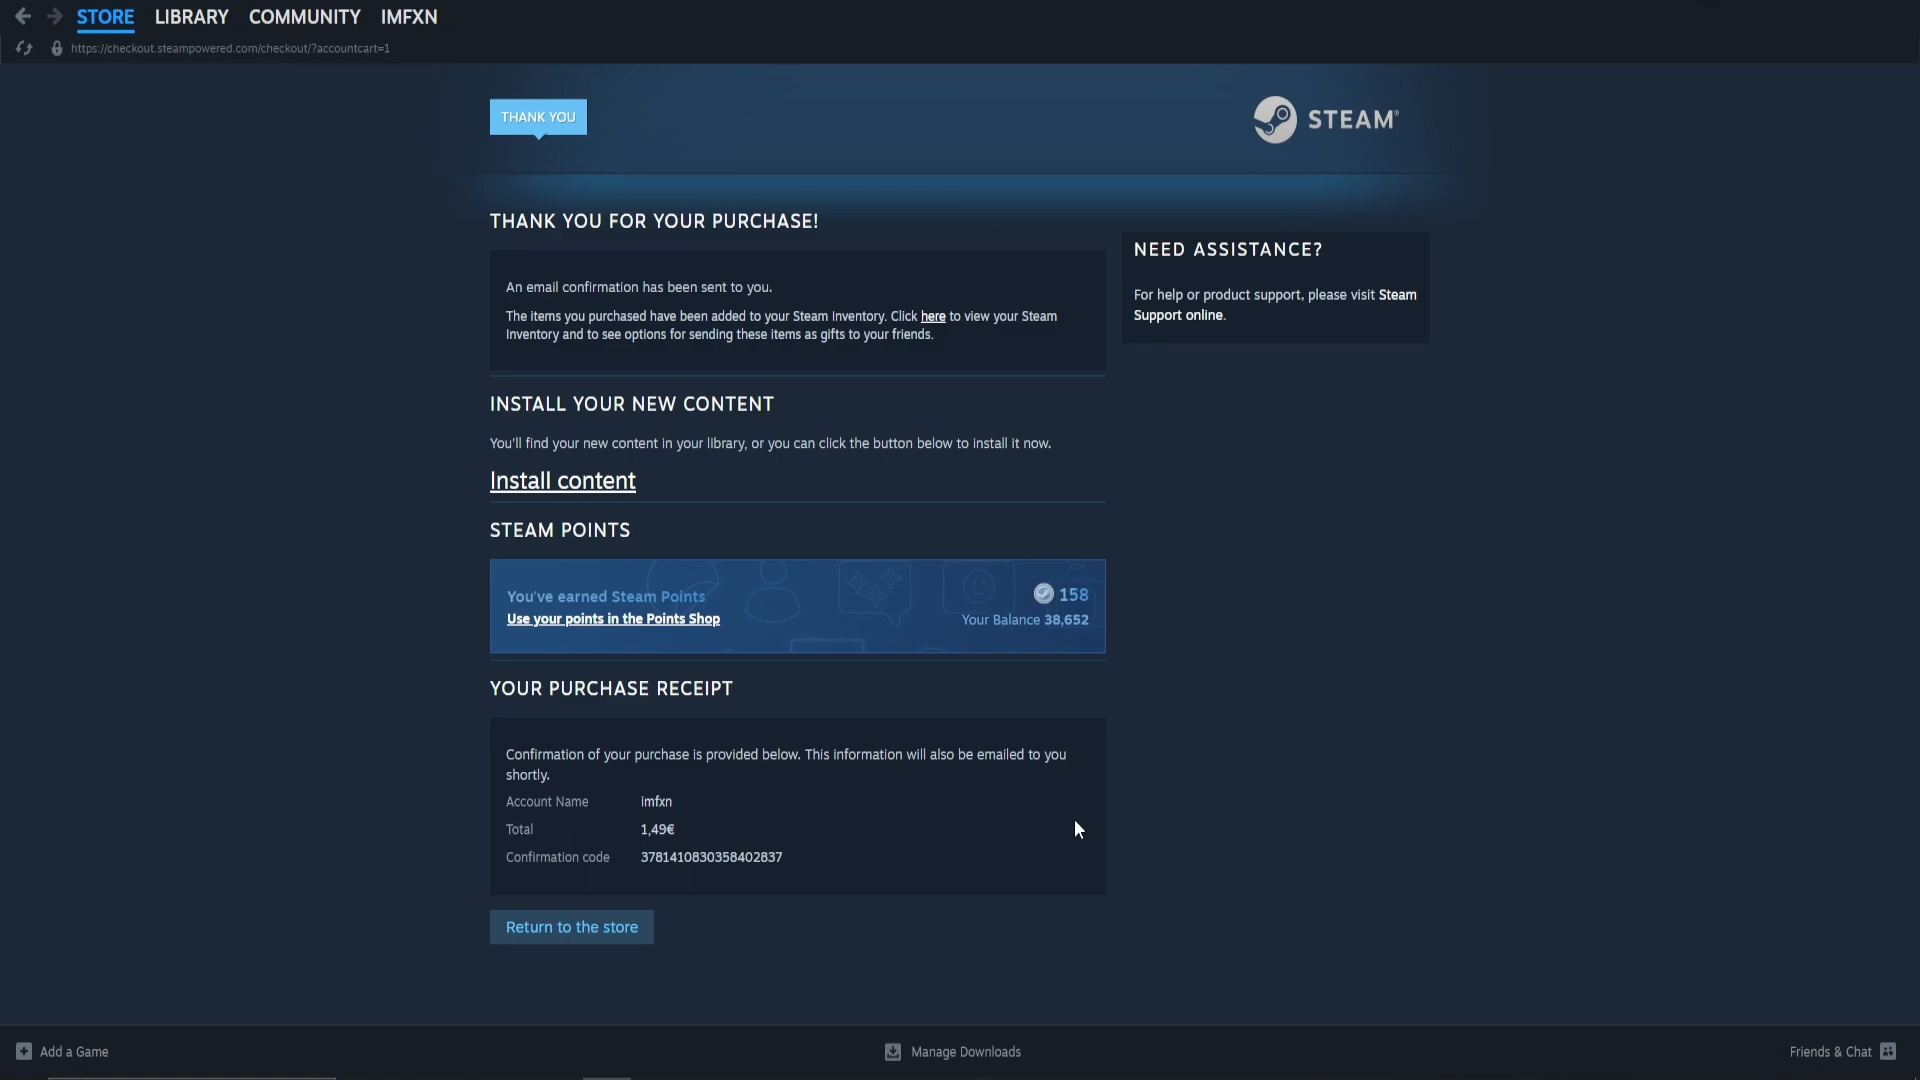 STORE LIBRARY COMMUNITY IMFXN
https://checkout.steampowered.com/checkout/?accountcart=1
THANK YOU
STEAM®
THANK YOU FOR YOUR PURCHASE!
An email confirmation has been sent to you.
The items you purchased have been added to your Steam Inventory. Click here to view your Steam
Inventory and to see options for sending these items as gifts to your friends.
NEED ASSISTANCE?
For help or product support, please visit Steam
Support online.
INSTALL YOUR NEW CONTENT
You'll find your new content in your library, or you can click the button below to install it now.
Install content
STEAM POINTS
You've earned Steam Points
158
Use your points in the Points Shop
Your Balance 38,652
YOUR PURCHASE RECEIPT
Confirmation of your purchase is provided below. This information will also be emailed to you
shortly.
Account Name imfxn
Total 1,49€
Confirmation code 3781410830358402837
Return to the store
Add a Game
Manage Downloads
Friends & Chat